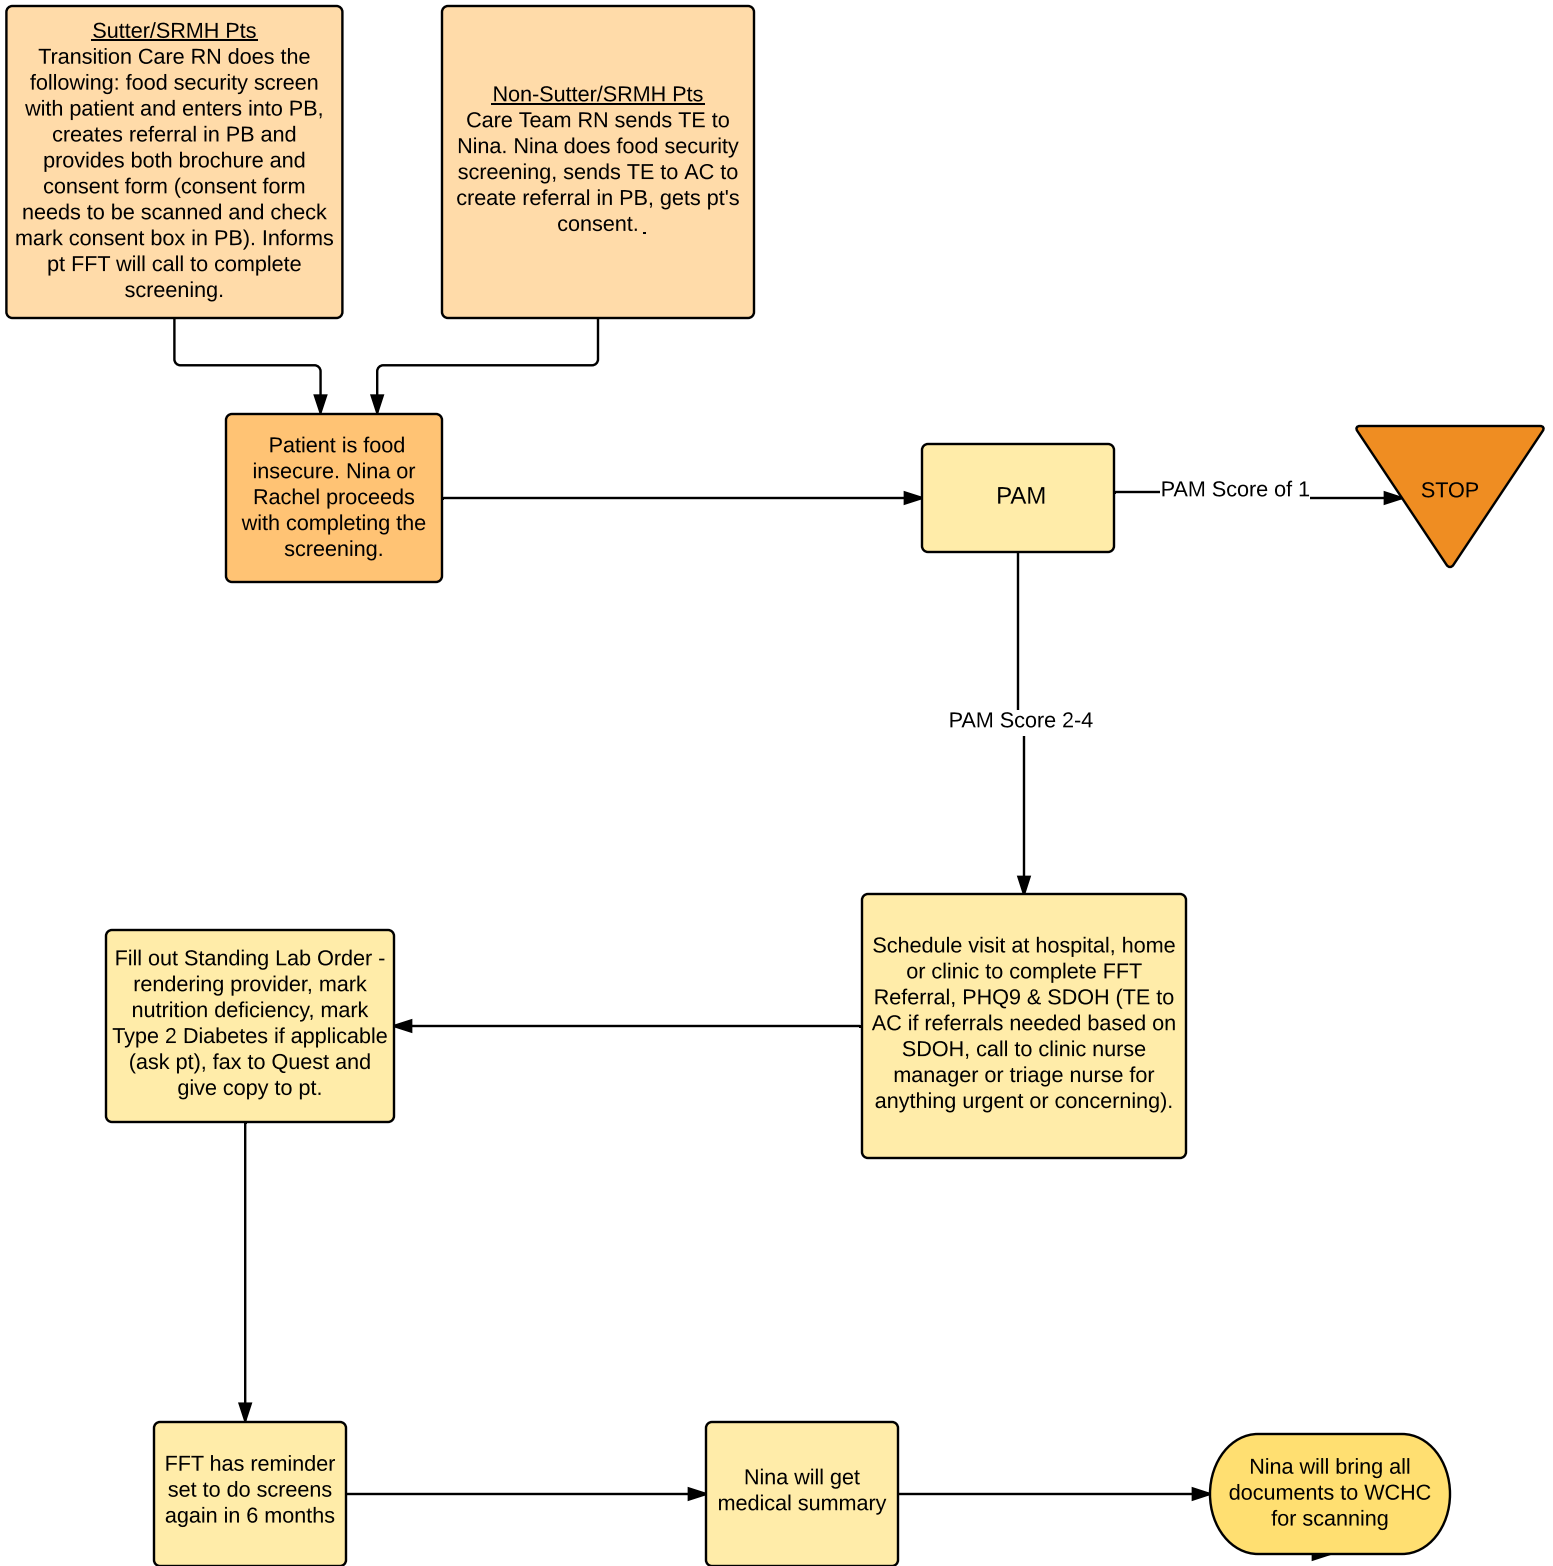 Sutter/SRMH Pts
Transition Care RN does the
following: food security screen
with patient and enters into PB,
creates referral in PB and
provides both brochure and
consent form (consent form
needs to be scanned and check
mark consent box in PB). Informs
pt FFT will call to complete
screening.
Non-Sutter/SRMH Pts
Care Team RN sends TE to
Nina. Nina does food security
screening, sends TE to AC to
create referral in PB, gets pt's
consent.
Patient is food
insecure. Nina or
Rachel proceeds
with completing the
screening.
PAM
PAM Score of 1
STOP
PAM Score 2-4
Schedule visit at hospital, home
or clinic to complete FFT
Referral, PHQ9 & SDOH (TE to
AC if referrals needed based on
SDOH, call to clinic nurse
manager or triage nurse for
anything urgent or concerning).
Fill out Standing Lab Order -
rendering provider, mark
nutrition deficiency, mark
Type 2 Diabetes if applicable
(ask pt), fax to Quest and
give copy to pt.
FFT has reminder
set to do screens
again in 6 months
Nina will get
medical summary
Nina will bring all
documents to WCHC
for scanning